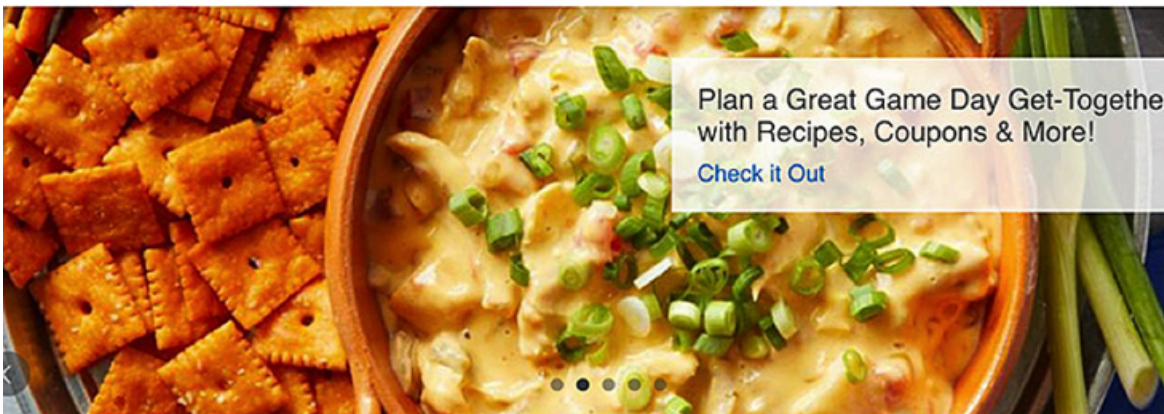 Plan a Great Game Day Get-Togethe
with Recipes, Coupons & More!
Check it Out